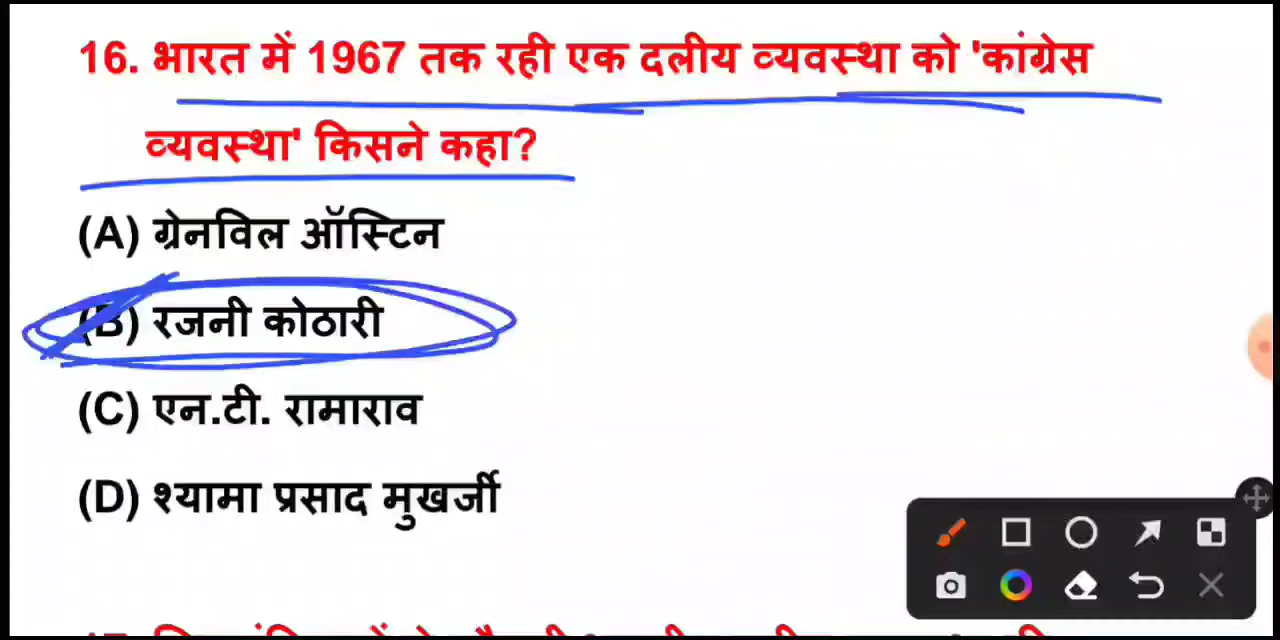 16. भारत में 1967 तक रही एक दलीय व्यवस्था को 'कांग्रेस
व्यवस्था' किसने कहा?
(A) ग्रेनविल ऑस्टिन
(B) रजनी कोठारी
(C) एन.टी. रामाराव
(D) श्यामा प्रसाद मुखर्जी